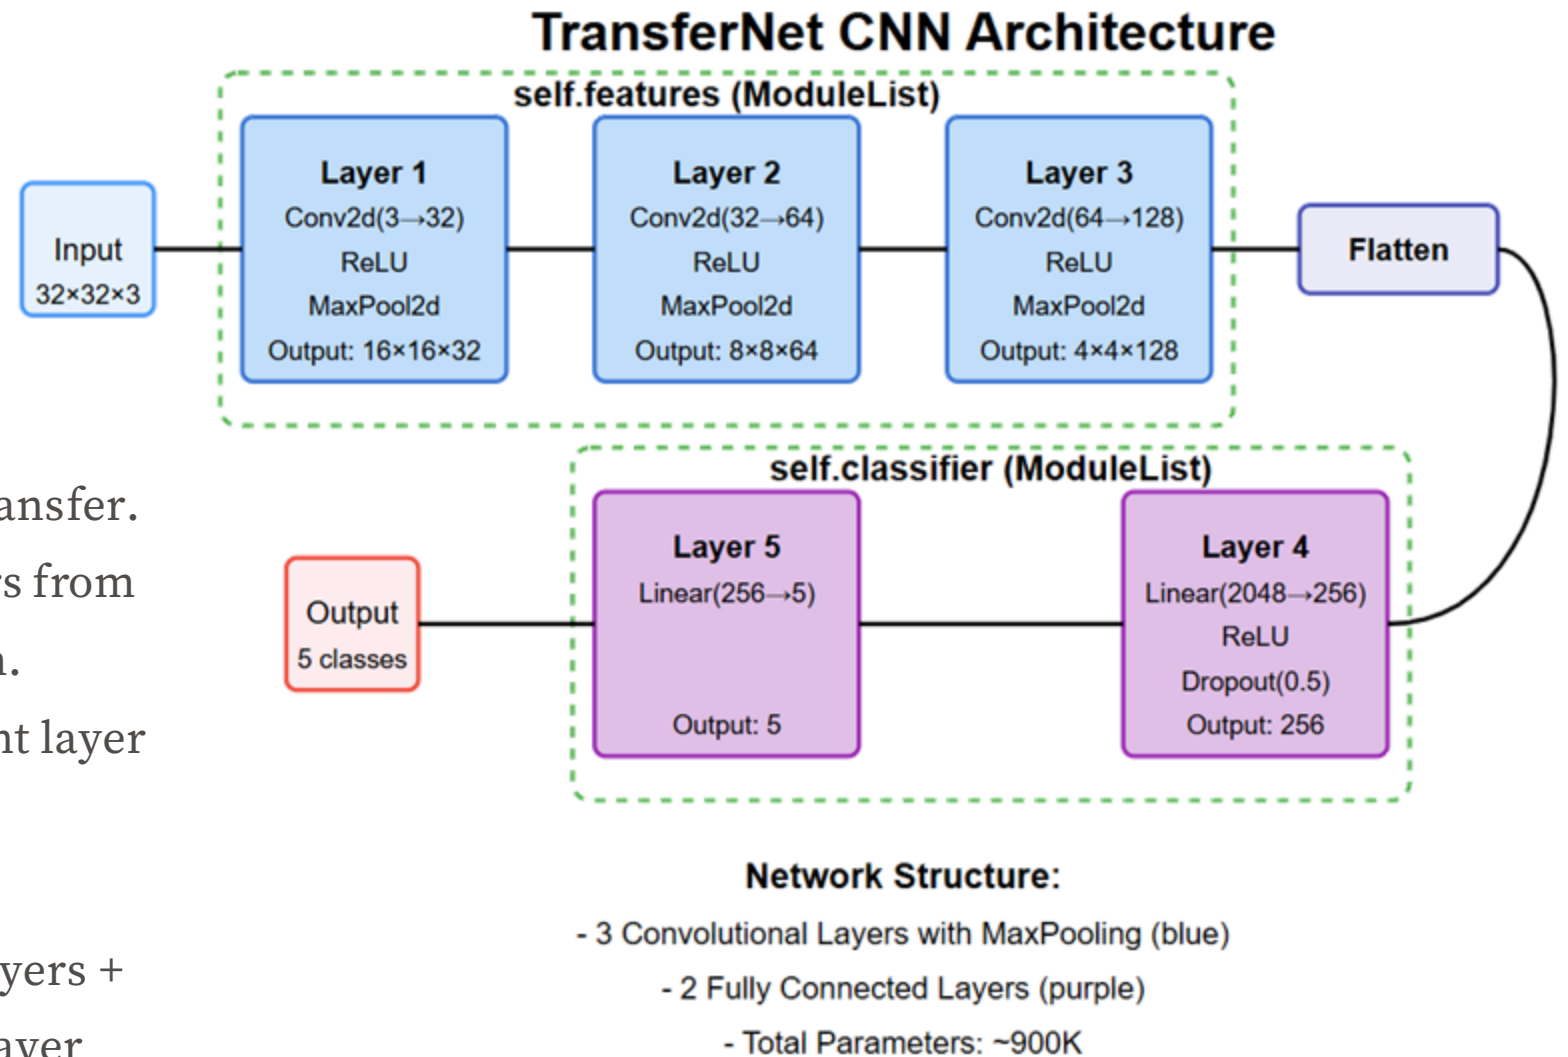 TransferNet CNN Architecture
self.features (ModuleList)
Input
32×32×3
Layer 1
Conv2d(3→32)
ReLU
MaxPool2d
Output: 16×16×32
Layer 2
Conv2d(32→64)
ReLU
MaxPool2d
Output: 8×8×64
Layer 3
Conv2d(64→128)
ReLU
MaxPool2d
Output: 4×4×128
Flatten
self.classifier (ModuleList)
Layer 4
Linear(2048→256)
ReLU
Dropout(0.5)
Output: 256
Layer 5
Linear(256→5)
Output: 5
Output
5 classes
ansfer.
s from
nt layer
yers +
ayer
Network Structure:
- 3 Convolutional Layers with MaxPooling (blue)
- 2 Fully Connected Layers (purple)
- Total Parameters: ~900K